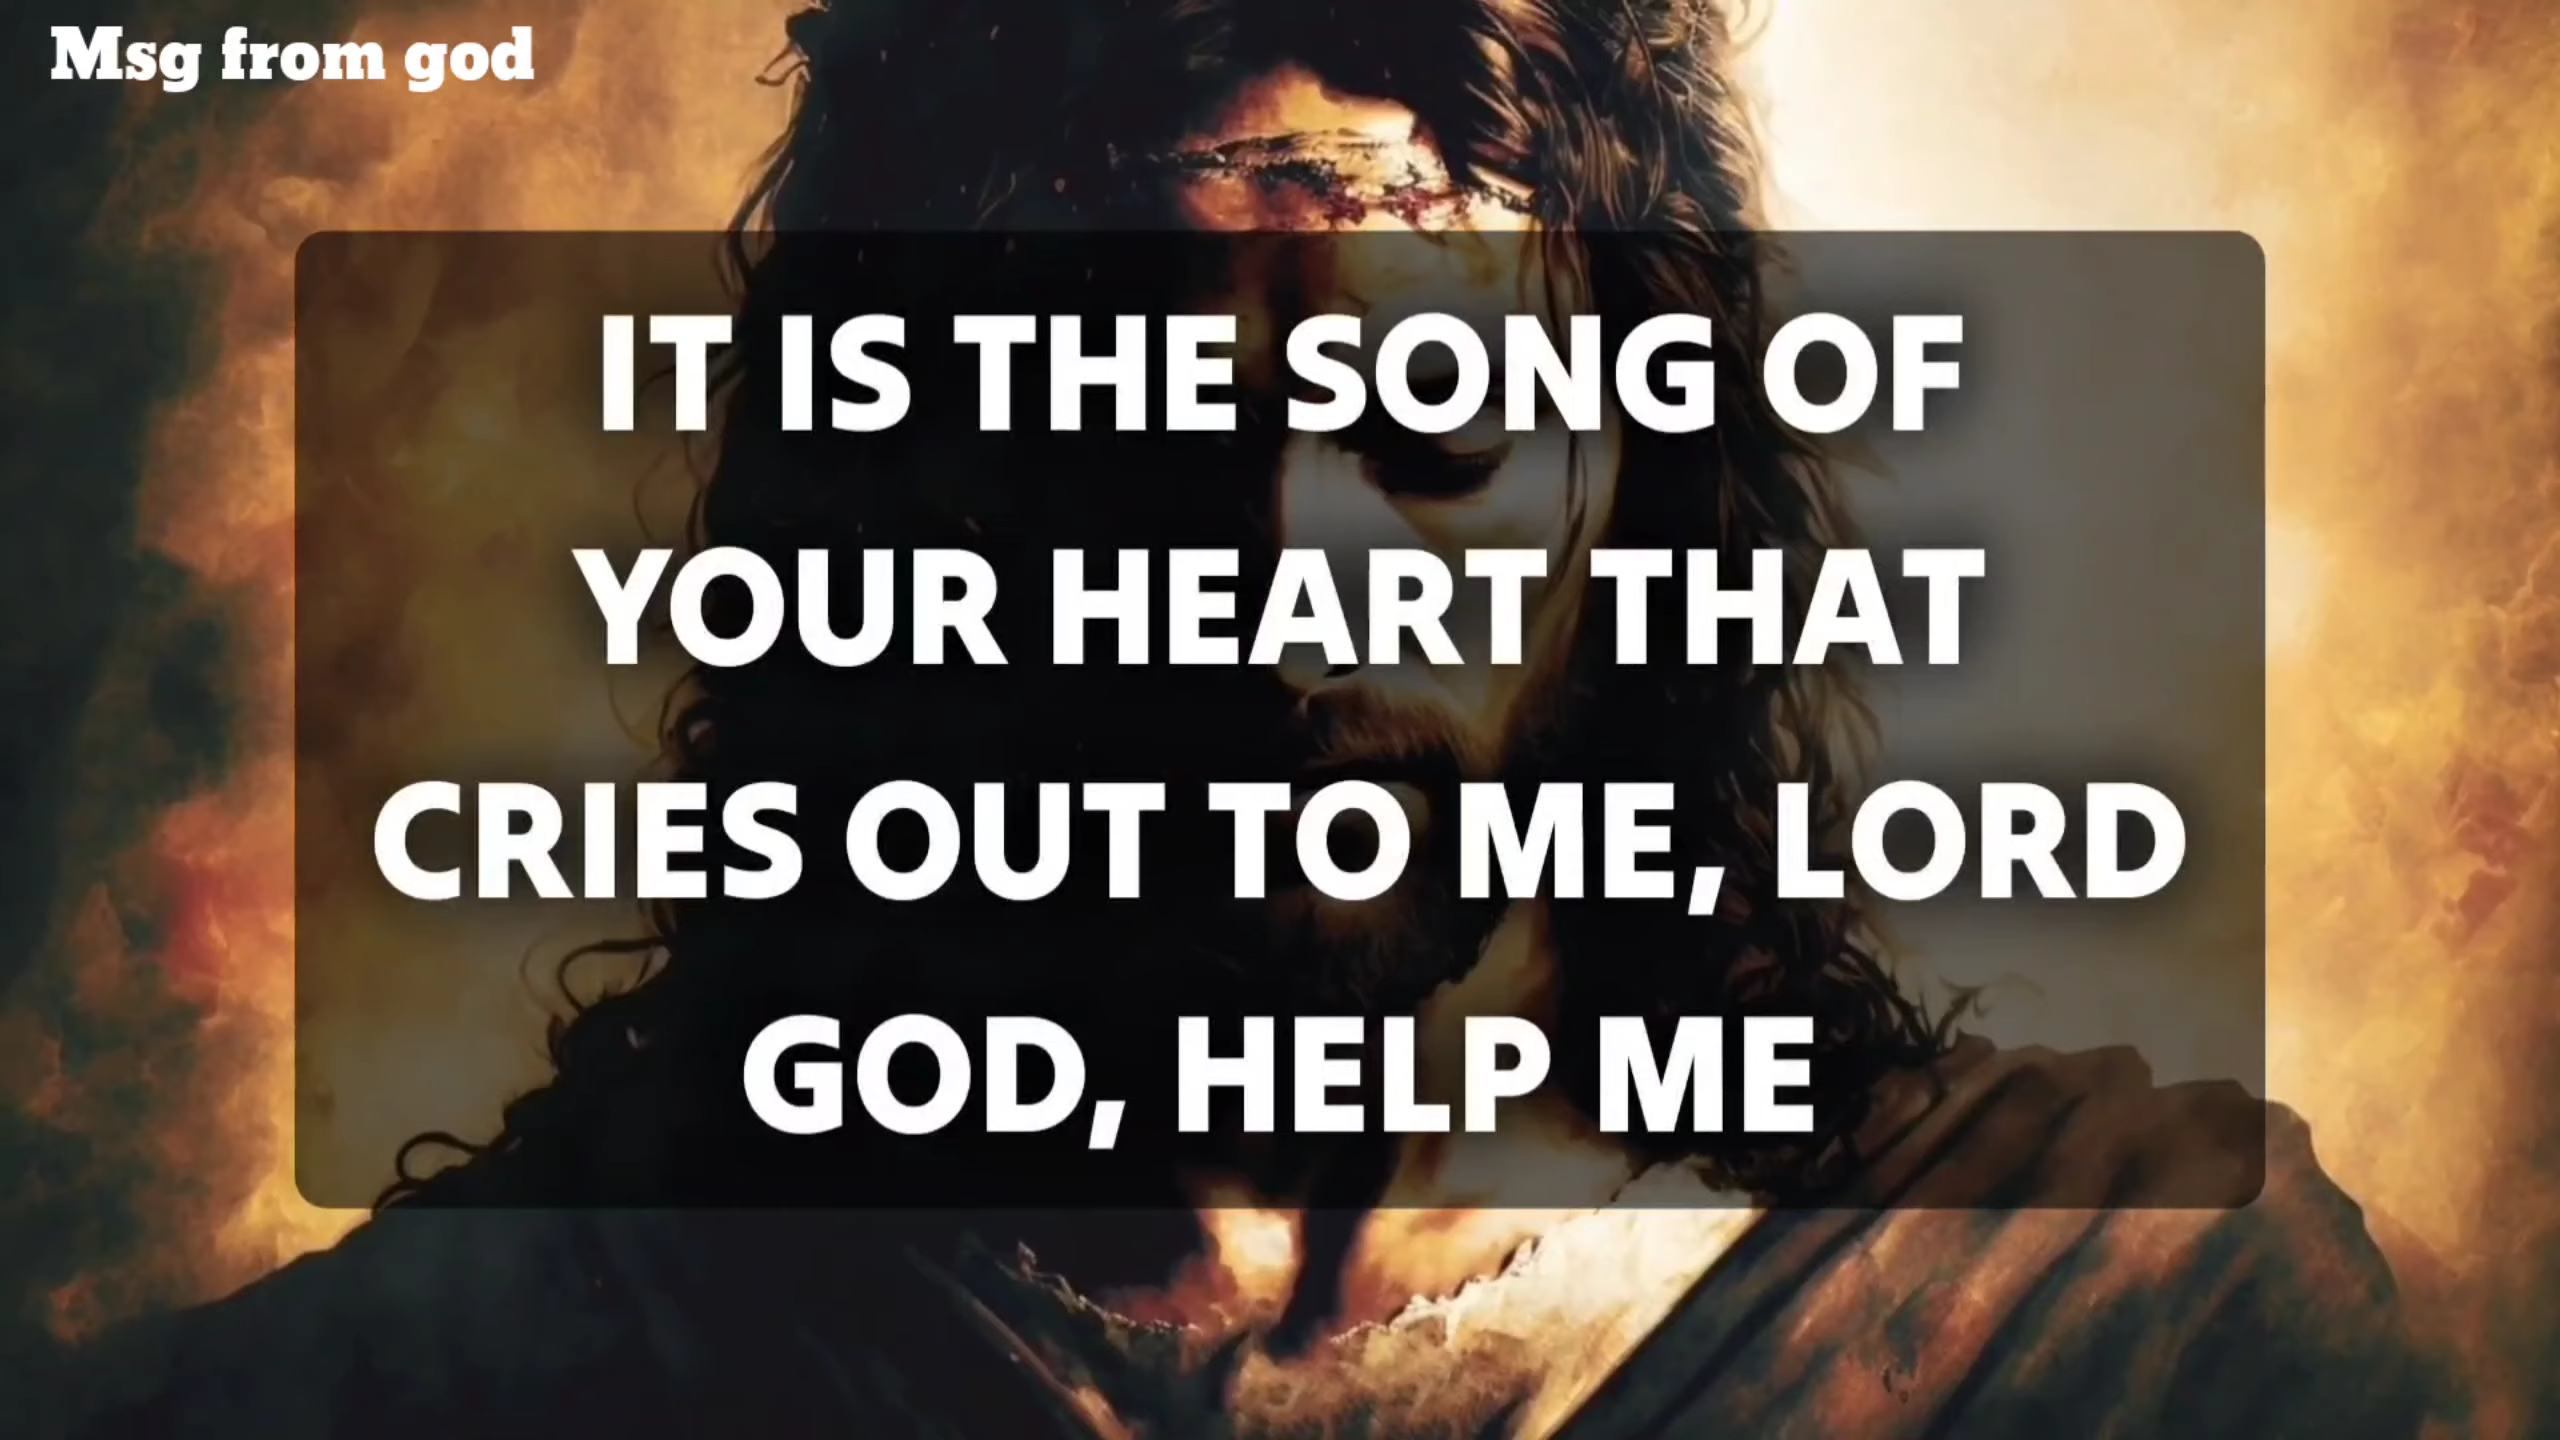 Msg from god
IT IS THE SONG OF
YOUR HEART THAT
CRIES OUT TO ME, LORD
GOD, HELP ME